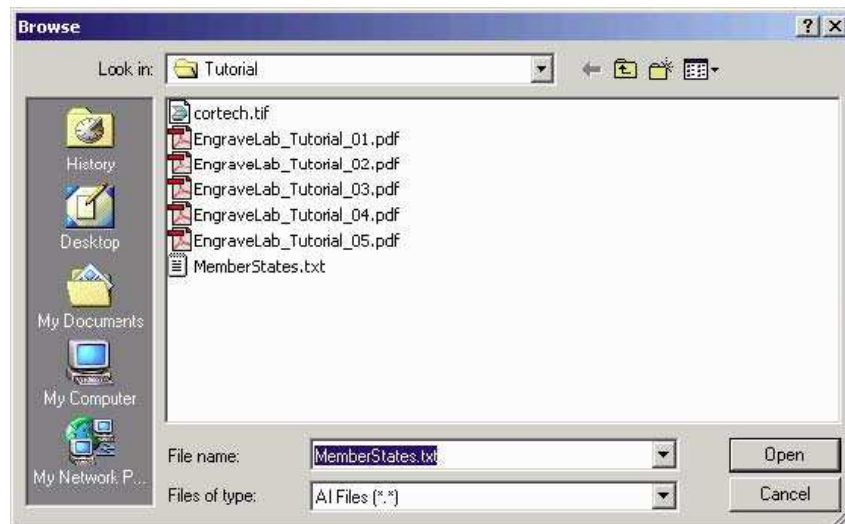 Browse
Look in: Tutorial
History
Desktop
My Documents
My Computer
My Network P...
cortech.tif
EngraveLab_Tutorial_01.pdf
EngraveLab_Tutorial_02.pdf
EngraveLab_Tutorial_03.pdf
EngraveLab_Tutorial_04.pdf
EngraveLab_Tutorial_05.pdf
MemberStates.txt
File name: MemberStates.txt Open
Files of type: All Files (*.*) Cancel